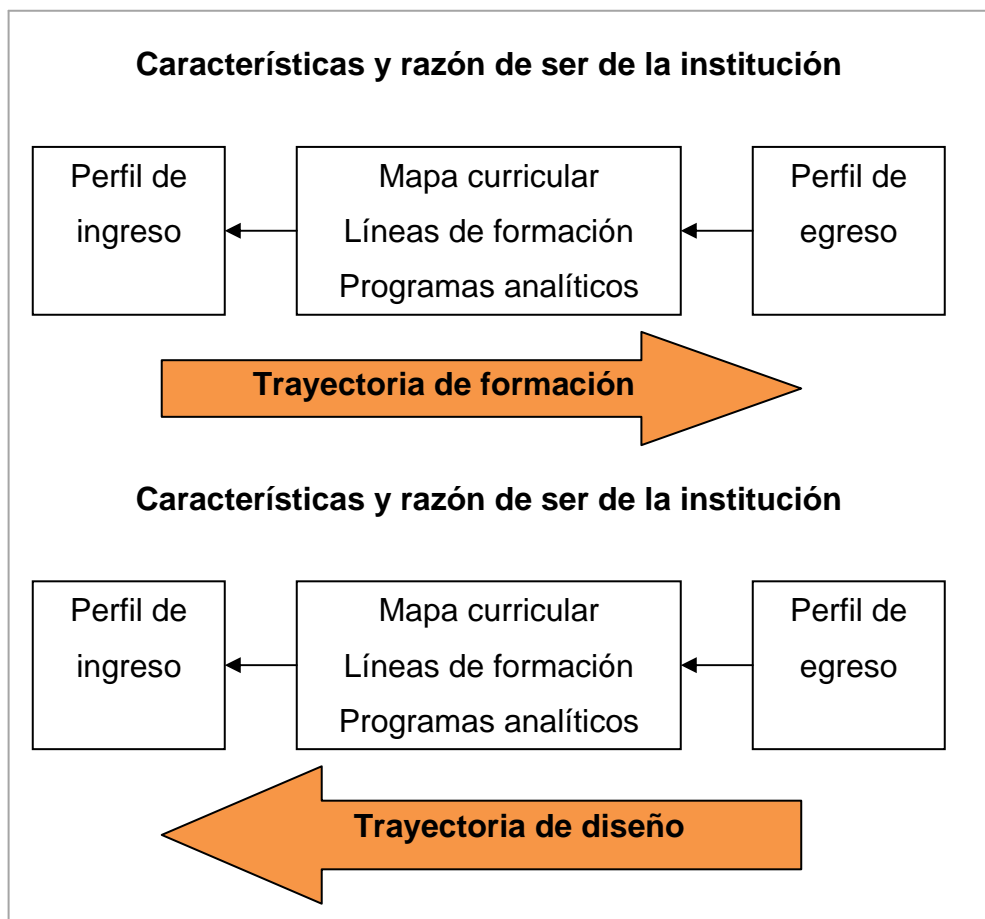 Características y razón de ser de la institución
Perfil de
ingreso
Mapa curricular
Líneas de formación
Programas analíticos
Perfil de
egreso
Trayectoria de formación
Características y razón de ser de la institución
Perfil de
ingreso
Mapa curricular
Líneas de formación
Programas analíticos
Perfil de
egreso
Trayectoria de diseño